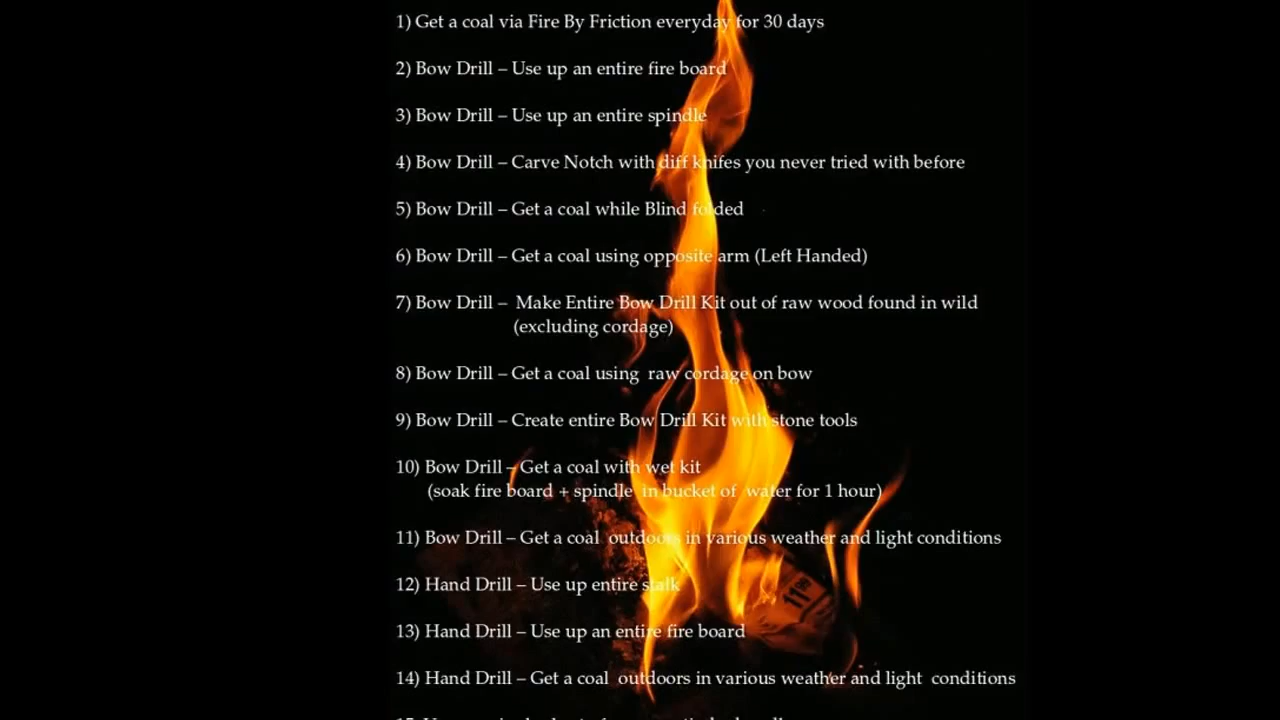 1) Get a coal via Fire By Friction everyday for 30 days
2) Bow Drill – Use up an entire fire board
3) Bow Drill – Use up an entire spindle
4) Bow Drill – Carve Notch with diff knifes you never tried with before
5) Bow Drill – Get a coal while Blind folded
6) Bow Drill – Get a coal using opposite arm (Left Handed)
7) Bow Drill – Make Entire Bow Drill Kit out of raw wood found in wild
(excluding cordage)
8) Bow Drill – Get a coal using raw cordage on bow
9) Bow Drill – Create entire Bow Drill Kit with stone tools
10) Bow Drill – Get a coal with wet kit
(soak fire board + spindle in bucket of water for 1 hour)
11) Bow Drill – Get a coal outdoors in various weather and light conditions
12) Hand Drill – Use up entire stalk
13) Hand Drill – Use up an entire fire board
14) Hand Drill – Get a coal outdoors in various weather and light conditions